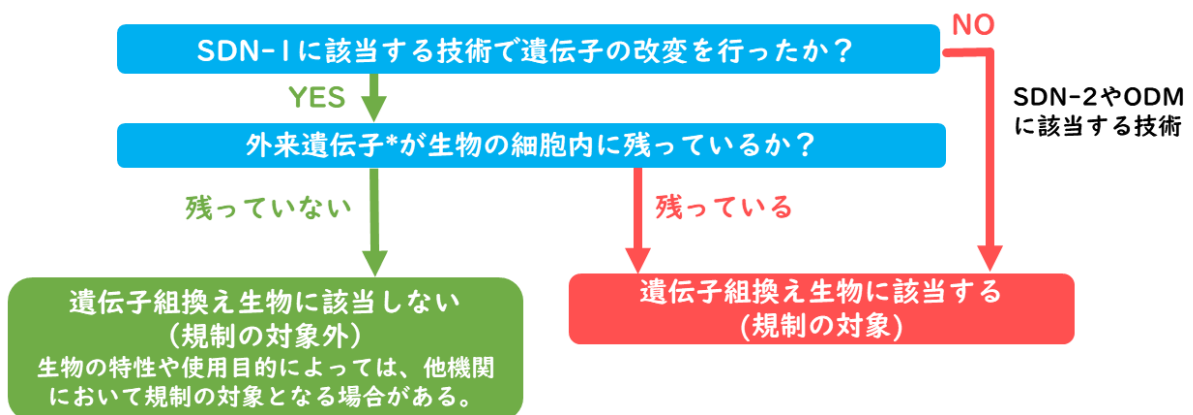 SDN-1に該当する技術で遺伝子の改変を行ったか？
NO
YES
SDN-2やODM
に該当する技術
外来遺伝子*が生物の細胞内に残っているか？
残っていない
残っている
遺伝子組換え生物に該当しない
（規制の対象外）
生物の特性や使用目的によっては、他機関
において規制の対象となる場合がある。
遺伝子組換え生物に該当する
(規制の対象)